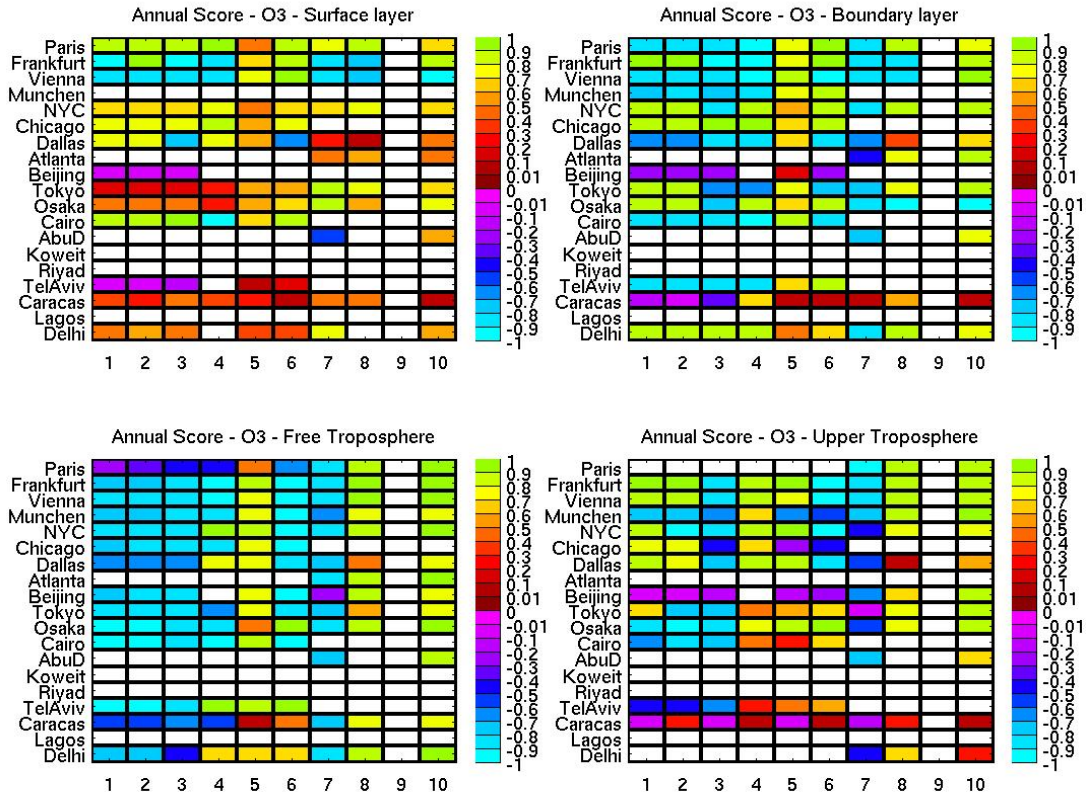 Annual Score - O3 - Surface layer
Paris
Frankfurt
Vienna
Munchen
NYC
Chicago
Dallas
Atlanta
Beijing
Tokyo
Osaka
Cairo
AbuD
Koweit
Riyad
TelAviv
Caracas
Lagos
Delhi
1 2 3 4 5 6 7 8 9 10
1
0.9
0.8
0.7
0.6
0.5
0.4
0.3
0.2
0.1
0.01
0
-0.01
-0.1
-0.2
-0.3
-0.4
-0.5
-0.6
-0.7
-0.8
-0.9
-1
Annual Score - O3 - Boundary layer
Paris
Frankfurt
Vienna
Munchen
NYC
Chicago
Dallas
Atlanta
Beijing
Tokyo
Osaka
Cairo
AbuD
Koweit
Riyad
TelAviv
Caracas
Lagos
Delhi
1 2 3 4 5 6 7 8 9 10
1
0.9
0.8
0.7
0.6
0.5
0.4
0.3
0.2
0.1
0.01
0
-0.01
-0.1
-0.2
-0.3
-0.4
-0.5
-0.6
-0.7
-0.8
-0.9
-1
Annual Score - O3 - Free Troposphere
Paris
Frankfurt
Vienna
Munchen
NYC
Chicago
Dallas
Atlanta
Beijing
Tokyo
Osaka
Cairo
AbuD
Koweit
Riyad
TelAviv
Caracas
Lagos
Delhi
1 2 3 4 5 6 7 8 9 10
1
0.9
0.8
0.7
0.6
0.5
0.4
0.3
0.2
0.1
0.01
0
-0.01
-0.1
-0.2
-0.3
-0.4
-0.5
-0.6
-0.7
-0.8
-0.9
-1
Annual Score - O3 - Upper Troposphere
Paris
Frankfurt
Vienna
Munchen
NYC
Chicago
Dallas
Atlanta
Beijing
Tokyo
Osaka
Cairo
AbuD
Koweit
Riyad
TelAviv
Caracas
Lagos
Delhi
1 2 3 4 5 6 7 8 9 10
1
0.9
0.8
0.7
0.6
0.5
0.4
0.3
0.2
0.1
0.01
0
-0.01
-0.1
-0.2
-0.3
-0.4
-0.5
-0.6
-0.7
-0.8
-0.9
-1